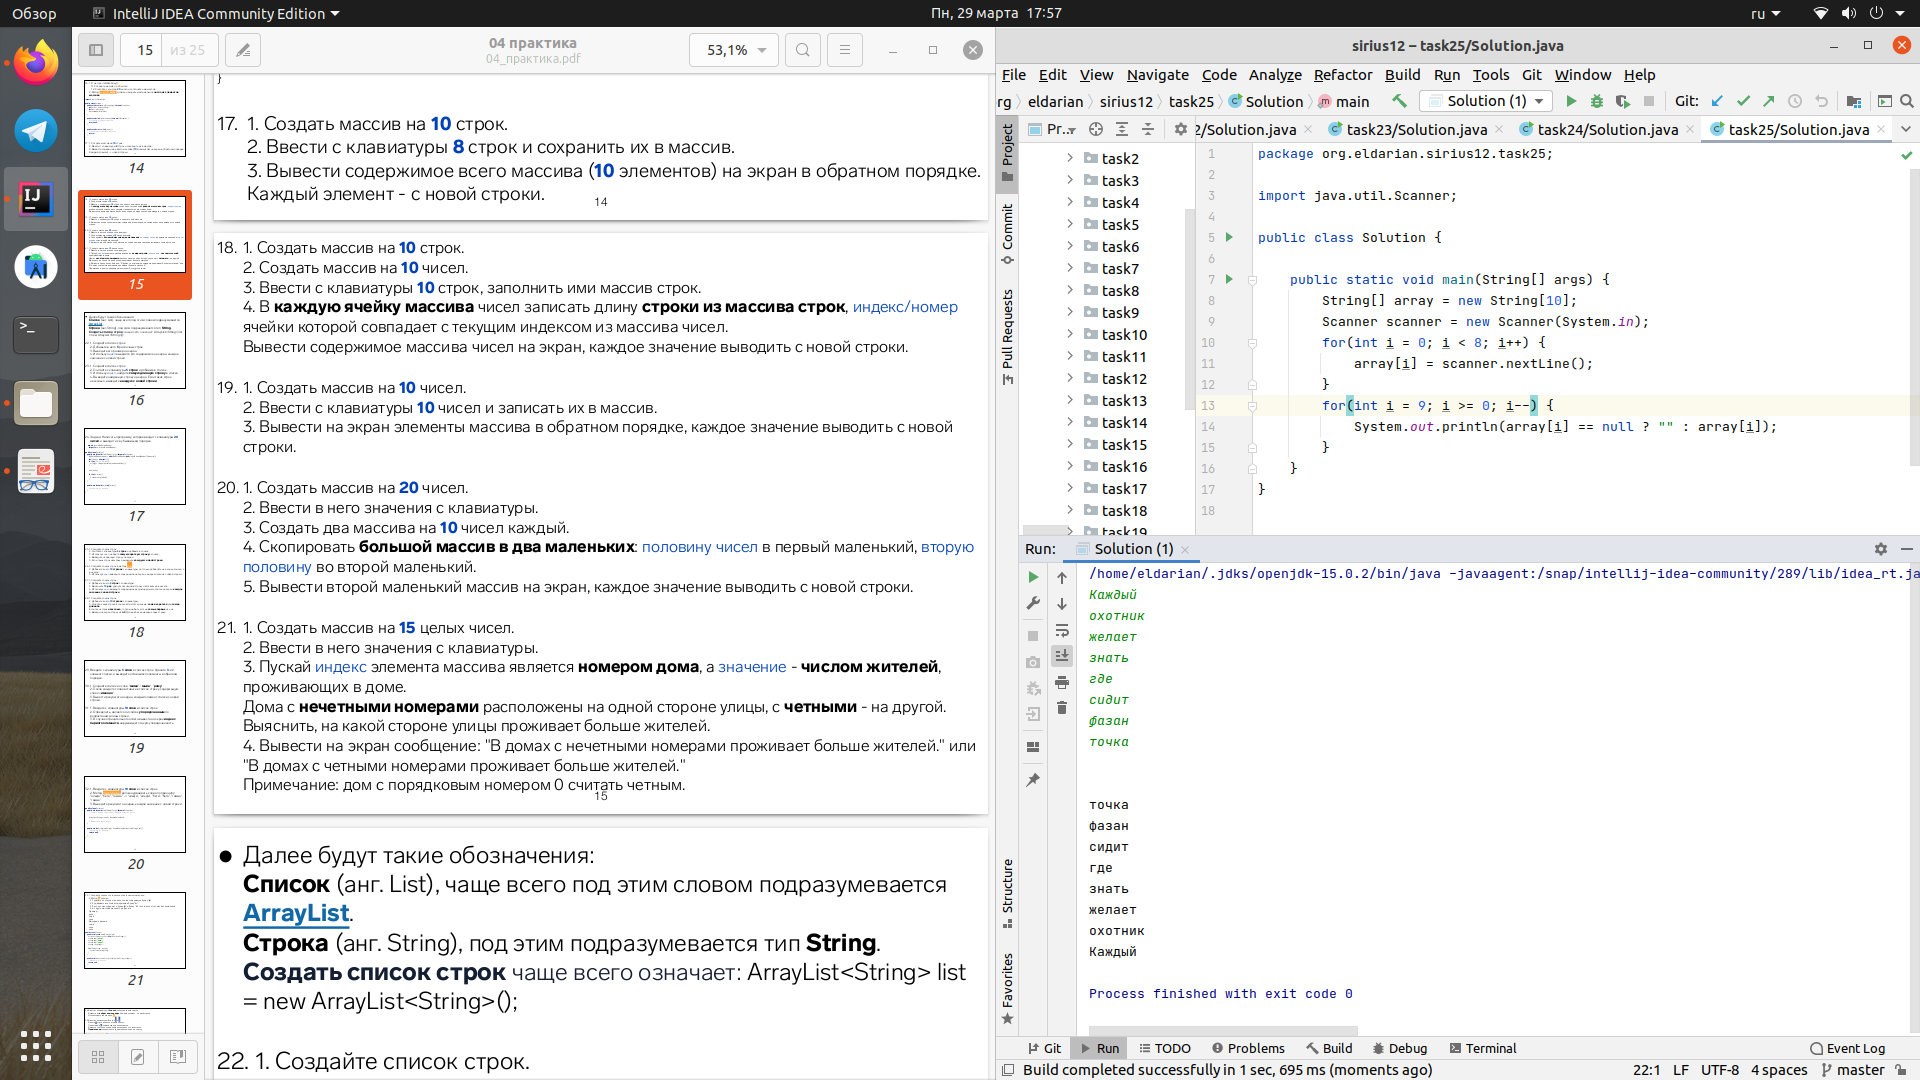 Обзор
IntelliJ IDEA Community Edition
Пн, 29 марта 17:57
ru
15 из 25
04 практика
04_практика.pdf
53,1%
14
15
16
17
18
19
20
21
}
17. 1. Создать массив на 10 строк.
2. Ввести с клавиатуры 8 строк и сохранить их в массив.
3. Вывести содержимое всего массива (10 элементов) на экран в обратном порядке.
Каждый элемент - с новой строки.
14
18. 1. Создать массив на 10 строк.
2. Создать массив на 10 чисел.
3. Ввести с клавиатуры 10 строк, заполнить ими массив строк.
4. В каждую ячейку массива чисел записать длину строки из массива строк, индекс/номер
ячейки которой совпадает с текущим индексом из массива чисел.
Вывести содержимое массива чисел на экран, каждое значение выводить с новой строки.
19. 1. Создать массив на 10 чисел.
2. Ввести с клавиатуры 10 чисел и записать их в массив.
3. Вывести на экран элементы массива в обратном порядке, каждое значение выводить с новой
строки.
20. 1. Создать массив на 20 чисел.
2. Ввести в него значения с клавиатуры.
3. Создать два массива на 10 чисел каждый.
4. Скопировать большой массив в два маленьких: половину чисел в первый маленький, вторую
половину во второй маленький.
5. Вывести второй маленький массив на экран, каждое значение выводить с новой строки.
21. 1. Создать массив на 15 целых чисел.
2. Ввести в него значения с клавиатуры.
3. Пускай индекс элемента массива является номером дома, а значение - числом жителей,
проживающих в доме.
Дома с нечетными номерами расположены на одной стороне улицы, с четными - на другой.
Выяснить, на какой стороне улицы проживает больше жителей.
4. Вывести на экран сообщение: "В домах с нечетными номерами проживает больше жителей." или
"В домах с четными номерами проживает больше жителей."
Примечание: дом с порядковым номером 0 считать четным.
15
● Далее будут такие обозначения:
Список (анг. List), чаще всего под этим словом подразумевается
ArrayList.
Строка (анг. String), под этим подразумевается тип String.
Создать список строк чаще всего означает: ArrayList<String> list
= new ArrayList<String>();
22. 1. Создайте список строк.
sirius12 – task25/Solution.java
File Edit View Navigate Code Analyze Refactor Build Run Tools Git Window Help
rg eldarian sirius12 task25 Solution main
Solution (1)
Git:
Project
Commit
Pull Requests
Structure
Favorites
Pr..
2/Solution.java task23/Solution.java task24/Solution.java task25/Solution.java
task2
task3
task4
task5
task6
task7
task8
task9
task10
task11
task12
task13
task14
task15
task16
task17
task18
task19
1 package org.eldarian.sirius12.task25;
2
3 import java.util.Scanner;
4
5 public class Solution {
6
7 public static void main(String[] args) {
8 String[] array = new String[10];
9 Scanner scanner = new Scanner(System.in);
10 for(int i = 0; i < 8; i++) {
11 array[i] = scanner.nextLine();
12 }
13 for(int i = 9; i >= 0; i--) {
14 System.out.println(array[i] == null ? "" : array[i]);
15 }
16 }
17 }
18
Run: Solution (1)
/home/eldarian/.jdks/openjdk-15.0.2/bin/java -javaagent:/snap/intellij-idea-community/289/lib/idea_rt.ja
Каждый
охотник
желает
знать
где
сидит
фазан
точка
точка
фазан
сидит
где
знать
желает
охотник
Каждый
Process finished with exit code 0
Git Run TODO Problems Build Debug Terminal Event Log
Build completed successfully in 1 sec, 695 ms (moments ago)
22:1 LF UTF-8 4 spaces master